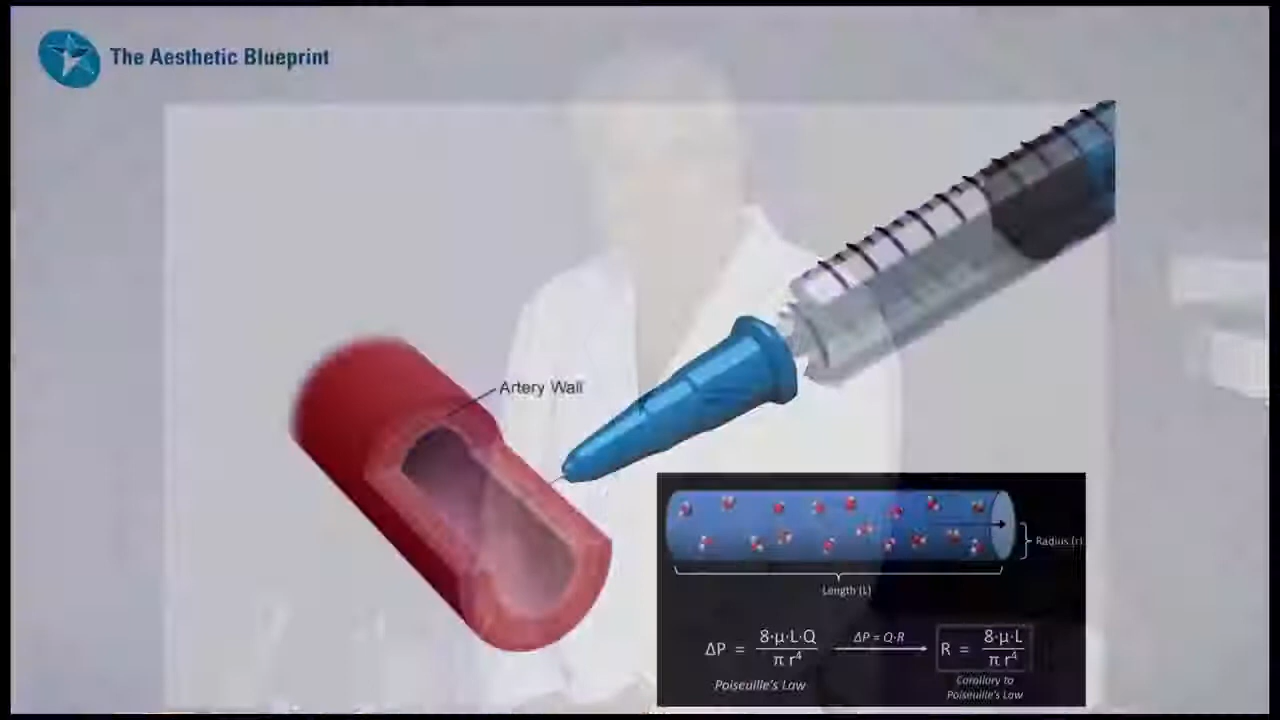 The Aesthetic Blueprint
Artery Wall
Radius (r)
Length (L)
ΔP = 8·μ·L·Q / π r⁴
ΔP = Q·R
R = 8·μ·L / π r⁴
Poiseuille's Law
Corollary to
Poiseuille's Law